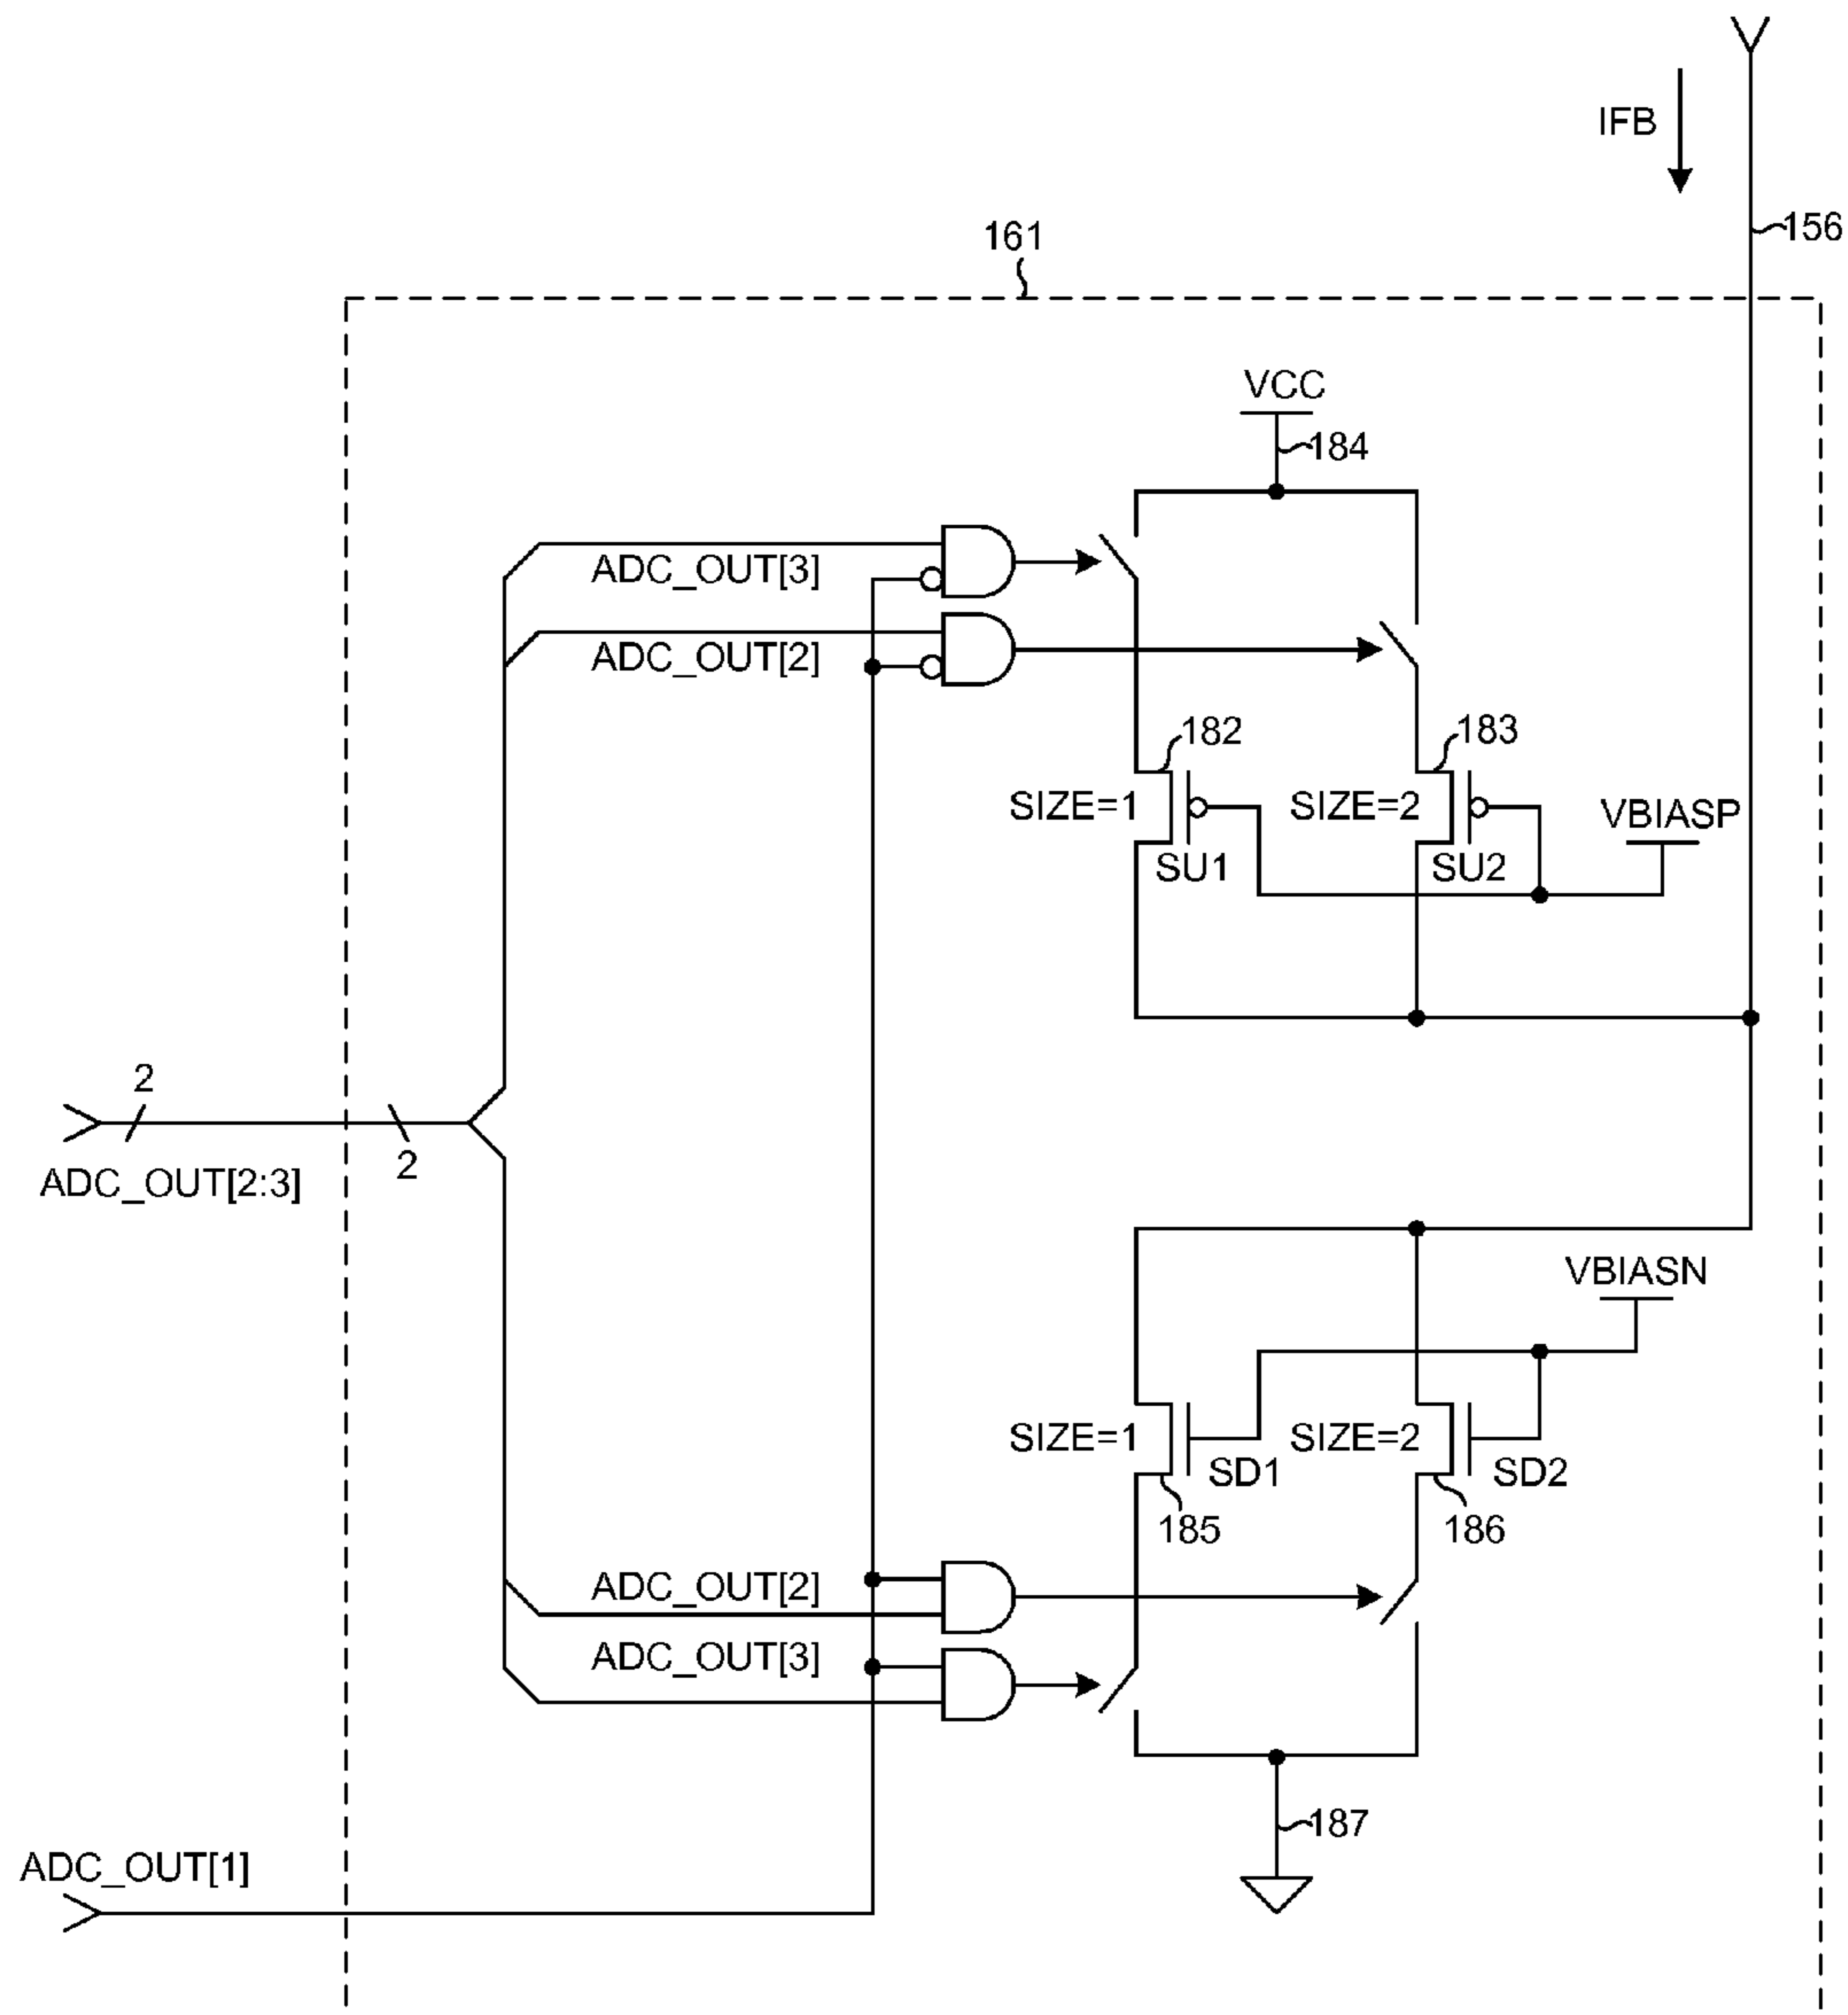 IFB
156
161
VCC
184
ADC_OUT[3]
ADC_OUT[2]
182
183
SIZE=1
SIZE=2
VBIASP
SU1
SU2
2
2
ADC_OUT[2:3]
VBIASN
SIZE=1
SIZE=2
SD1
SD2
185
186
ADC_OUT[2]
ADC_OUT[3]
187
ADC_OUT[1]